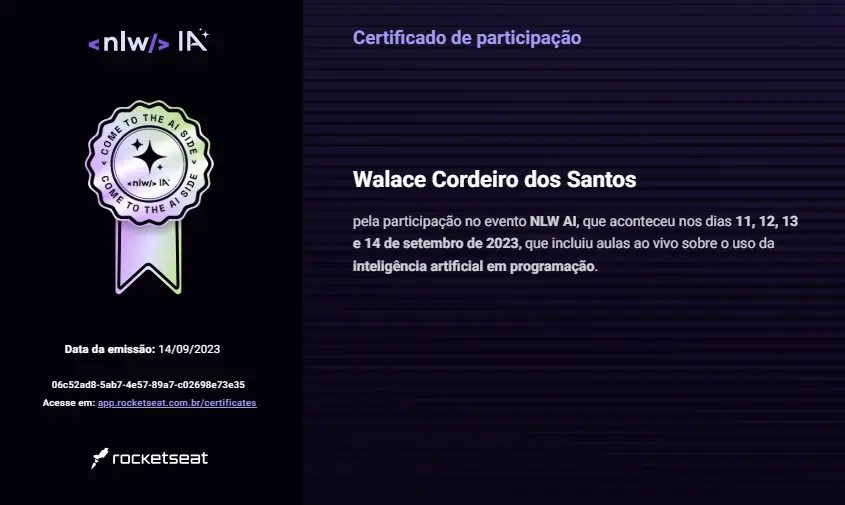 <nlw/> IA
< COME TO THE AI SIDE >
<nlw/> IA
COME TO THE AI SIDE
Data da emissão: 14/09/2023
06c52ad8-5ab7-4e57-89a7-c02698e73e35
Acesse em: app.rocketseat.com.br/certificates
rocketseat
Certificado de participação
Walace Cordeiro dos Santos
pela participação no evento NLW AI, que aconteceu nos dias 11, 12, 13
e 14 de setembro de 2023, que incluiu aulas ao vivo sobre o uso da
inteligência artificial em programação.